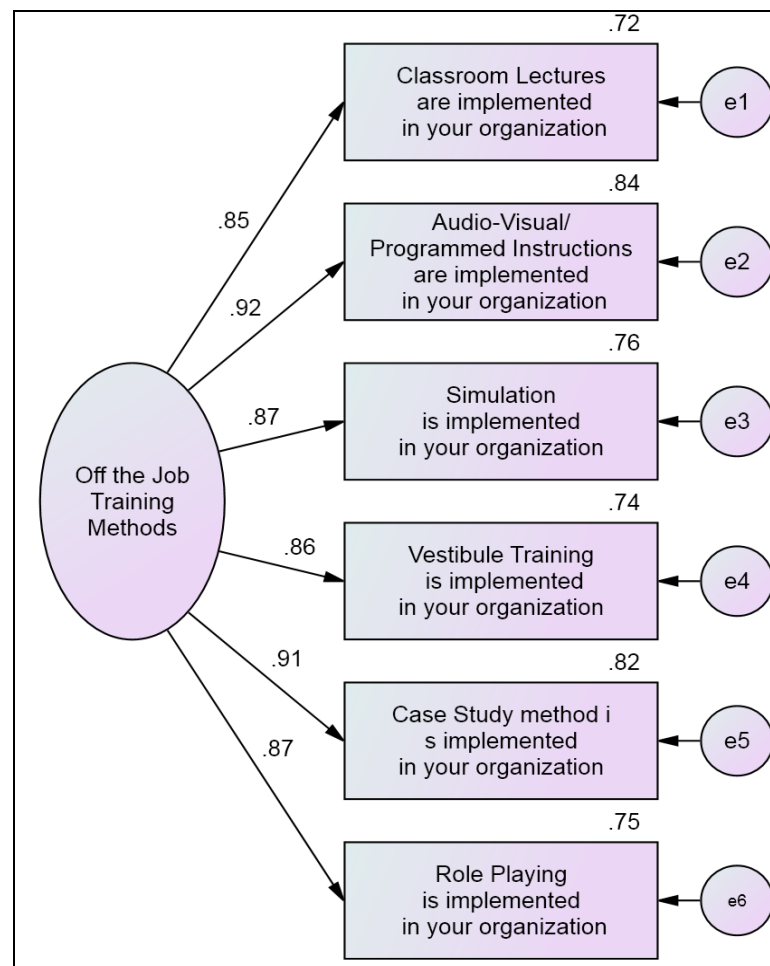 .72
Classroom Lectures
are implemented
in your organization
e1
.85
.84
Audio-Visual/
Programmed Instructions
are implemented
in your organization
e2
.92
.76
Simulation
is implemented
in your organization
e3
.87
Off the Job
Training
Methods
.74
Vestibule Training
is implemented
in your organization
e4
.86
.82
Case Study method i
s implemented
in your organization
e5
.91
.75
Role Playing
is implemented
in your organization
e6
.87